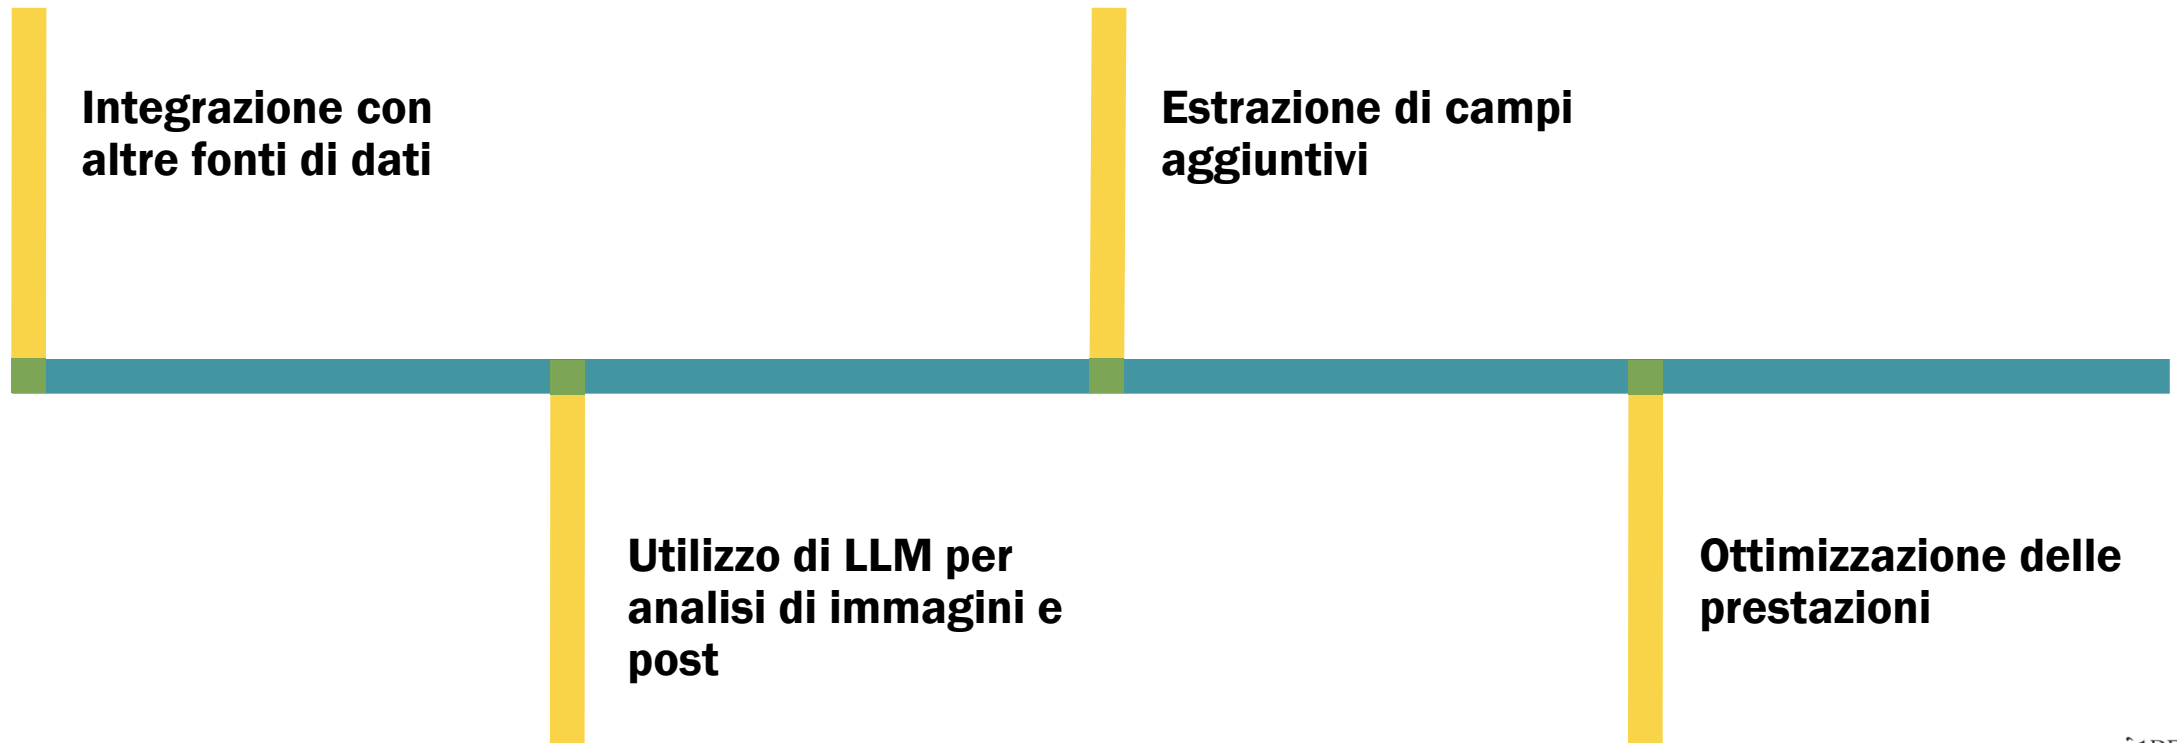 Integrazione con
altre fonti di dati
Utilizzo di LLM per
analisi di immagini e
post
Estrazione di campi
aggiuntivi
Ottimizzazione delle
prestazioni